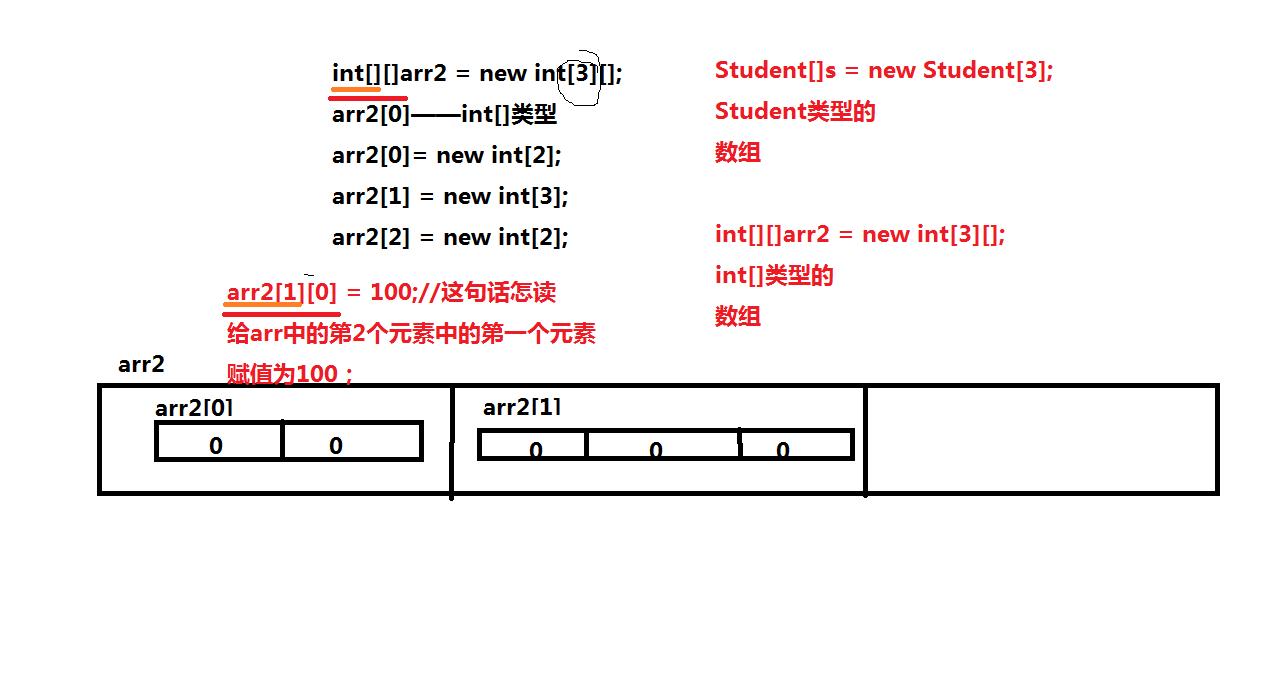 int[][]arr2 = new int[3][];
arr2[0]——int[]类型
arr2[0]= new int[2];
arr2[1] = new int[3];
arr2[2] = new int[2];
Student[]s = new Student[3];
Student类型的
数组
int[][]arr2 = new int[3][];
int[]类型的
数组
arr2[1][0] = 100;//这句话怎读
给arr中的第2个元素中的第一个元素
赋值为100；
arr2
arr2[0]
0 0
arr2[1]
0 0 0